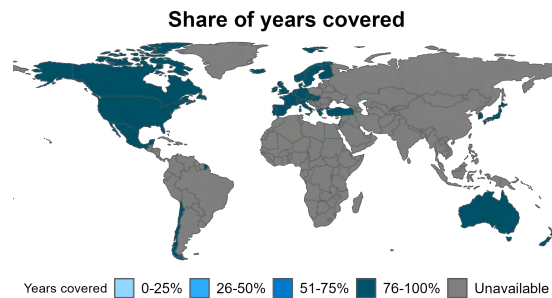 Share of years covered
Years covered 0-25% 26-50% 51-75% 76-100% Unavailable